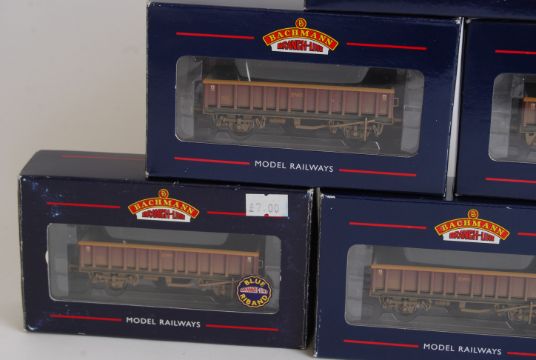 BACHMANN
BRANCH-LINE
MODEL RAILWAYS
BACHMANN
BRANCH-LINE
£7.00
BLUE
RIBAND
MODEL RAILWAYS
BACHMANN
BRANCH-LINE
MODEL RAILWAYS